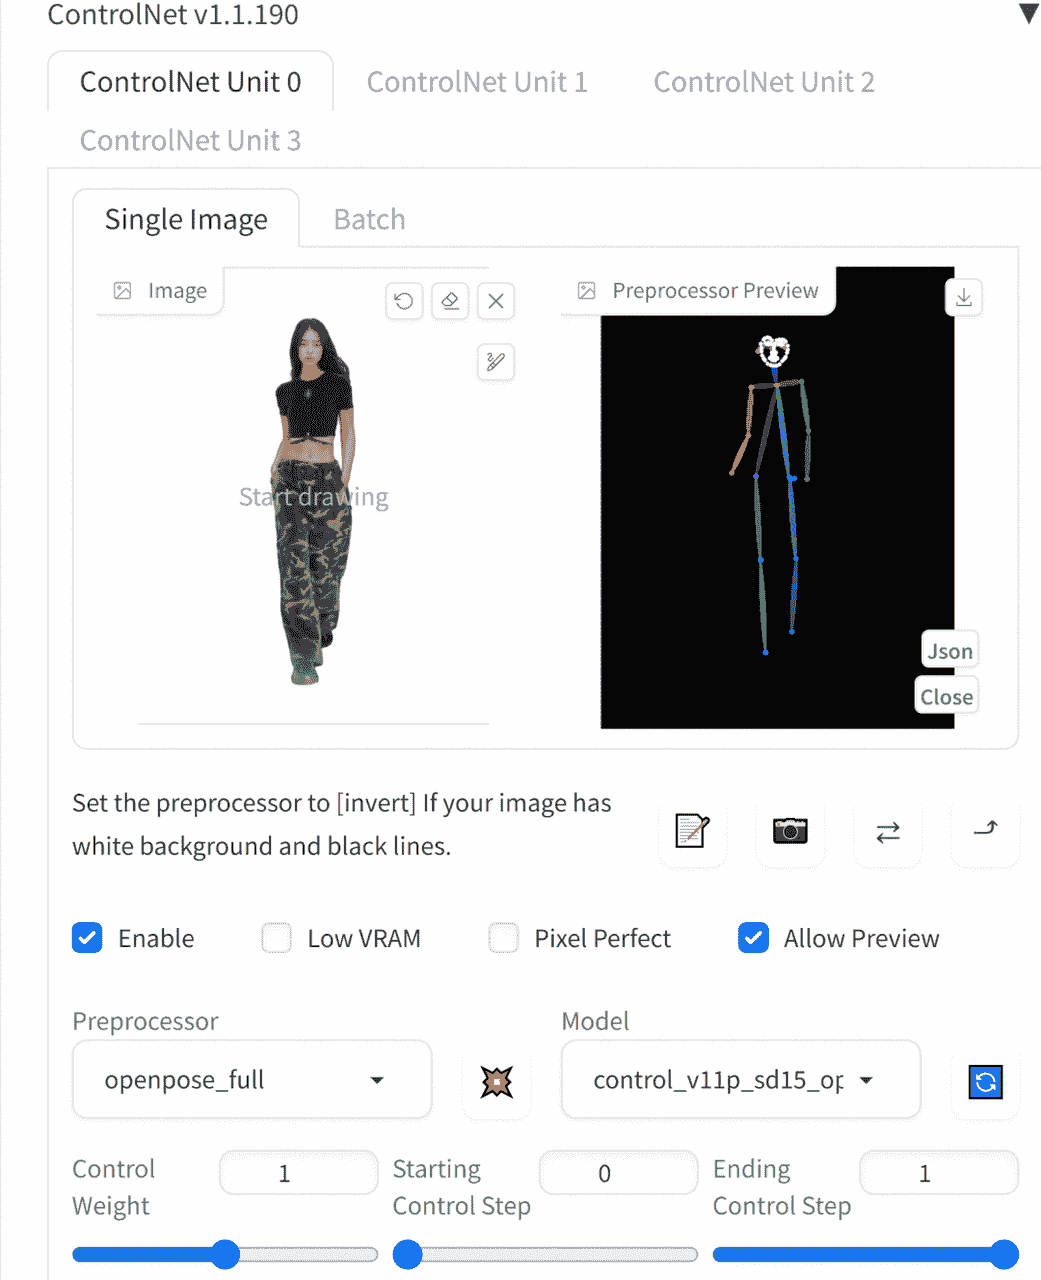 ControlNet v1.1.190
ControlNet Unit 0
ControlNet Unit 1
ControlNet Unit 2
ControlNet Unit 3
Single Image
Batch
Image
Preprocessor Preview
Start drawing
Json
Close
Set the preprocessor to [invert] If your image has
white background and black lines.
Enable
Low VRAM
Pixel Perfect
Allow Preview
Preprocessor
Model
openpose_full
control_v11p_sd15_op
Control
Weight
1
Starting
Control Step
0
Ending
Control Step
1